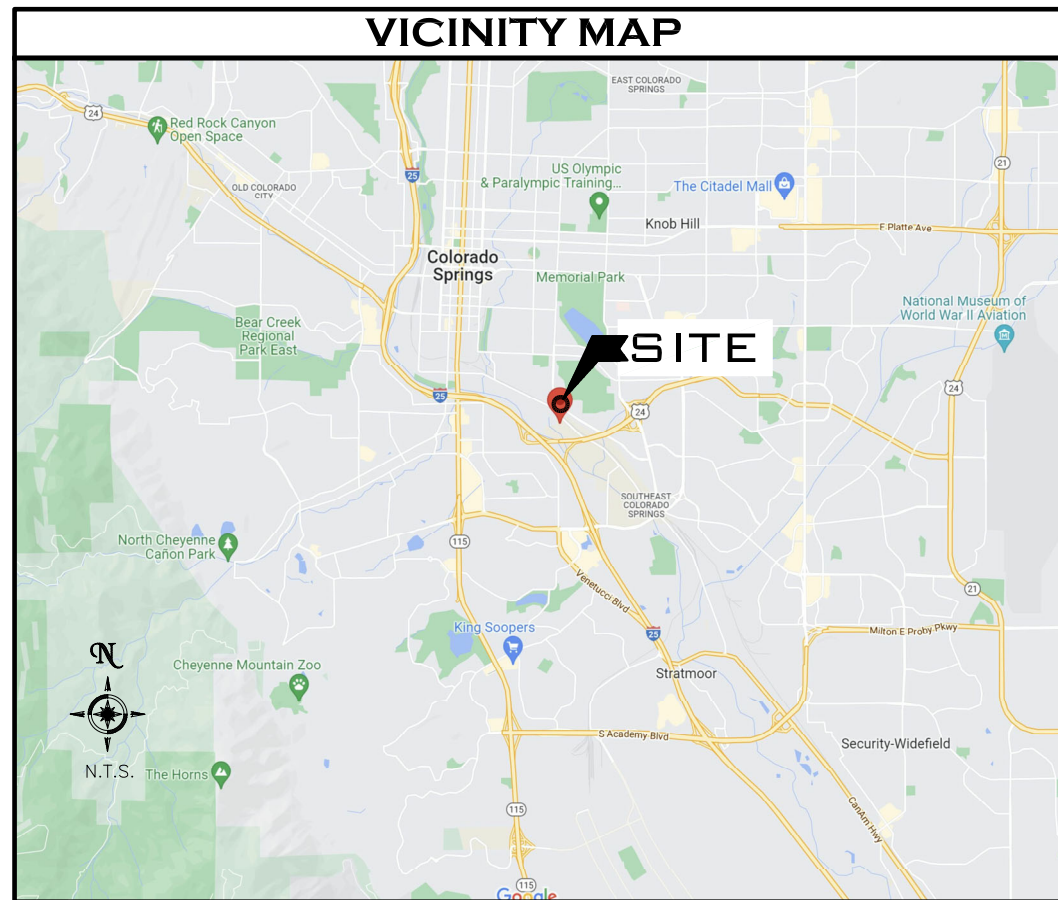 VICINITY MAP
EAST COLORADO
SPRINGS
24
Red Rock Canyon
Open Space
21
25
US Olympic
& Paralympic Training...
The Citadel Mall
OLD COLORADO
CITY
Knob Hill
E Platte Ave
Colorado
Springs
Memorial Park
National Museum of
World War II Aviation
Bear Creek
Regional
Park East
SITE
24
25
24
SOUTHEAST
COLORADO
SPRINGS
North Cheyenne
Cañon Park
115
Venetucci Blvd
21
King Soopers
25
Milton E Proby Pkwy
N
Cheyenne Mountain Zoo
Stratmoor
S Academy Blvd
Security-Widefield
N.T.S.
The Horns
115
CanAm Hwy
115
Google